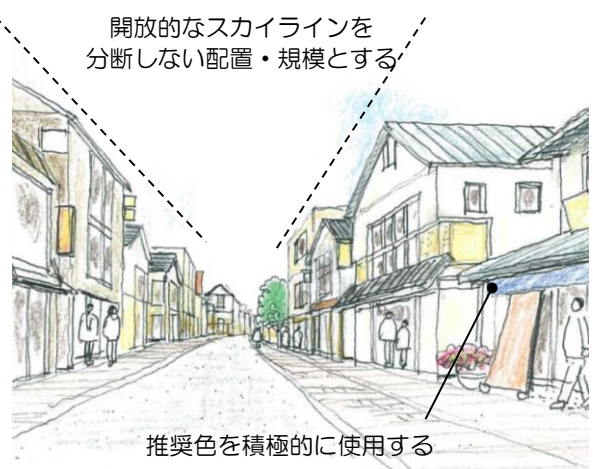 開放的なスカイラインを
分断しない配置・規模とする
推奨色を積極的に使用する